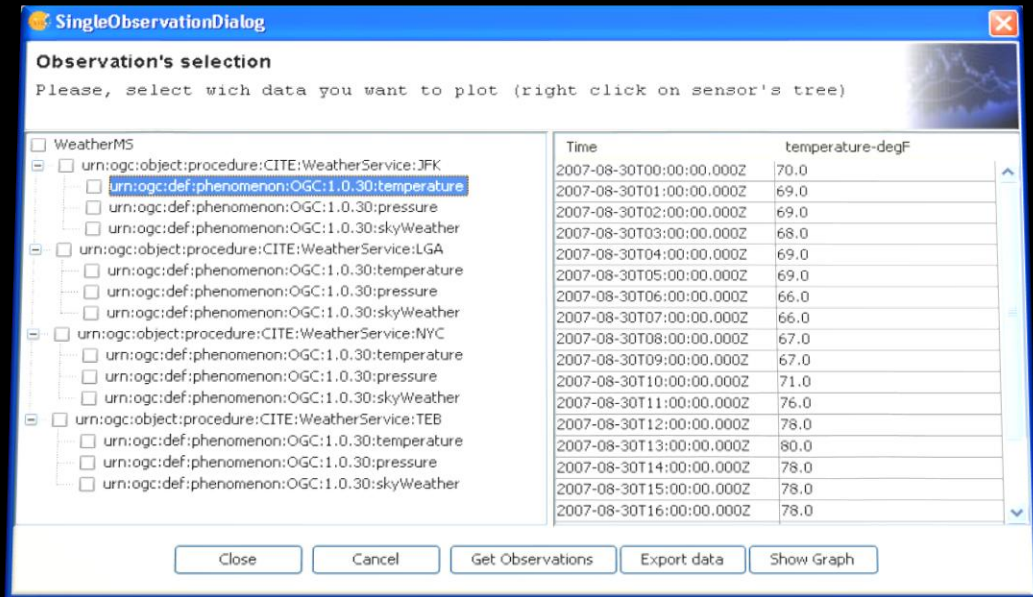 SingleObservationDialog
Observation's selection
Please, select wich data you want to plot (right click on sensor's tree)
WeatherMS
urn:ogc:object:procedure:CITE:WeatherService:JFK
urn:ogc:def:phenomenon:OGC:1.0.30:temperature
urn:ogc:def:phenomenon:OGC:1.0.30:pressure
urn:ogc:def:phenomenon:OGC:1.0.30:skyWeather
urn:ogc:object:procedure:CITE:WeatherService:LGA
urn:ogc:def:phenomenon:OGC:1.0.30:temperature
urn:ogc:def:phenomenon:OGC:1.0.30:pressure
urn:ogc:def:phenomenon:OGC:1.0.30:skyWeather
urn:ogc:object:procedure:CITE:WeatherService:NYC
urn:ogc:def:phenomenon:OGC:1.0.30:temperature
urn:ogc:def:phenomenon:OGC:1.0.30:pressure
urn:ogc:def:phenomenon:OGC:1.0.30:skyWeather
urn:ogc:object:procedure:CITE:WeatherService:TEB
urn:ogc:def:phenomenon:OGC:1.0.30:temperature
urn:ogc:def:phenomenon:OGC:1.0.30:pressure
urn:ogc:def:phenomenon:OGC:1.0.30:skyWeather
Time temperature-degF
2007-08-30T00:00:00.000Z 70.0
2007-08-30T01:00:00.000Z 69.0
2007-08-30T02:00:00.000Z 69.0
2007-08-30T03:00:00.000Z 68.0
2007-08-30T04:00:00.000Z 69.0
2007-08-30T05:00:00.000Z 69.0
2007-08-30T06:00:00.000Z 66.0
2007-08-30T07:00:00.000Z 66.0
2007-08-30T08:00:00.000Z 67.0
2007-08-30T09:00:00.000Z 67.0
2007-08-30T10:00:00.000Z 71.0
2007-08-30T11:00:00.000Z 76.0
2007-08-30T12:00:00.000Z 78.0
2007-08-30T13:00:00.000Z 80.0
2007-08-30T14:00:00.000Z 78.0
2007-08-30T15:00:00.000Z 78.0
2007-08-30T16:00:00.000Z 78.0
Close Cancel Get Observations Export data Show Graph